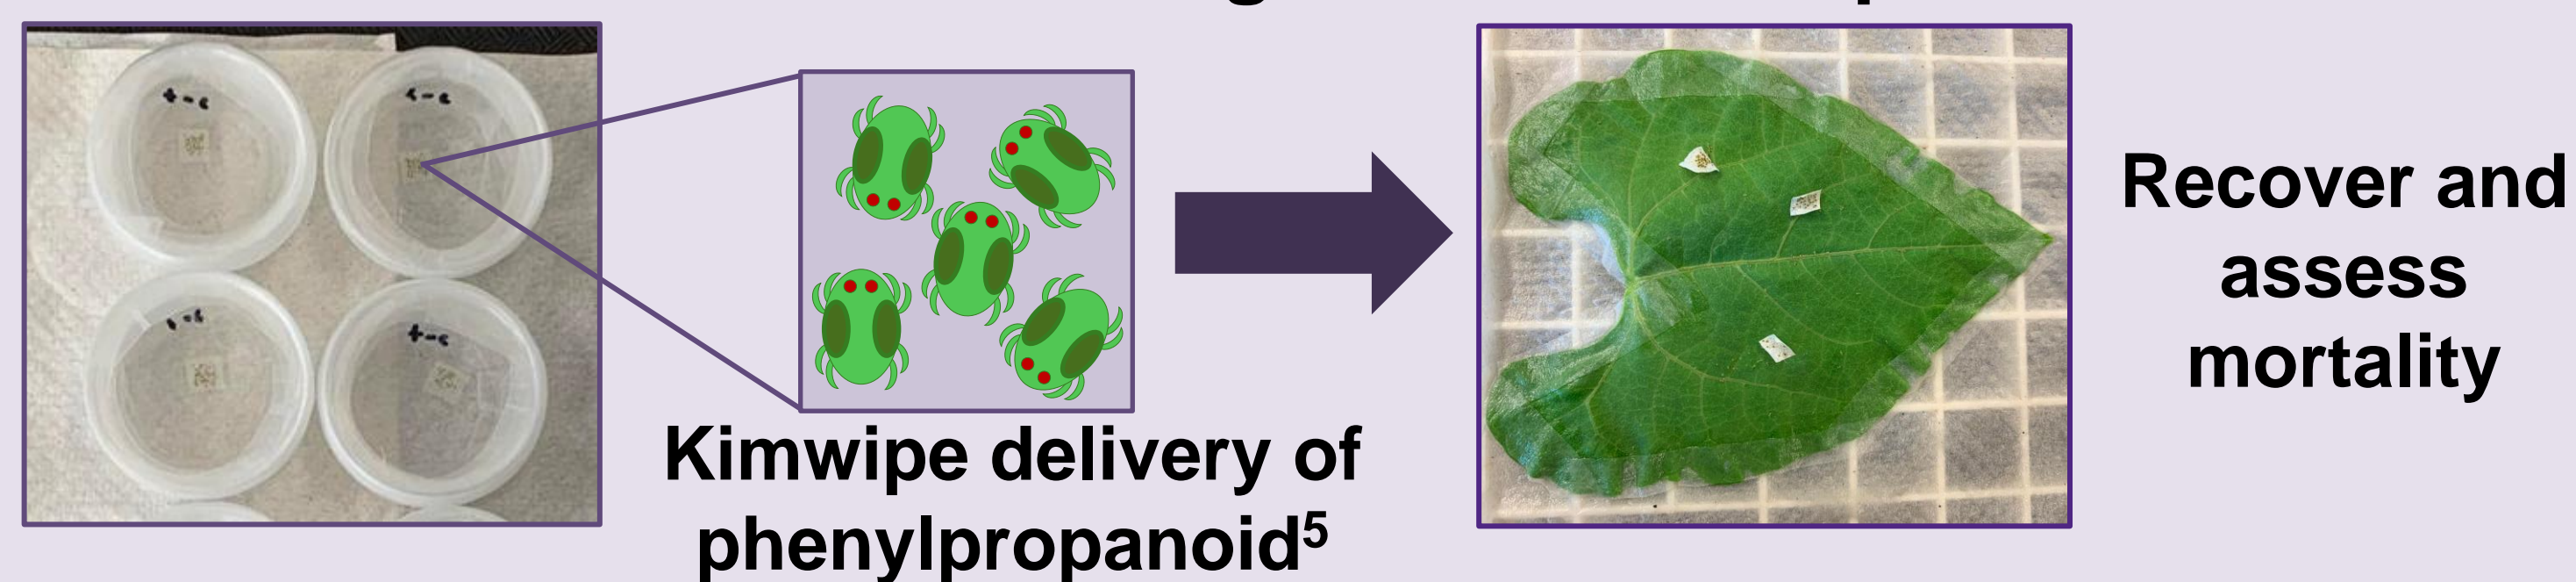 Kimwipe delivery of
phenylpropanoid⁵
Recover and
assess
mortality